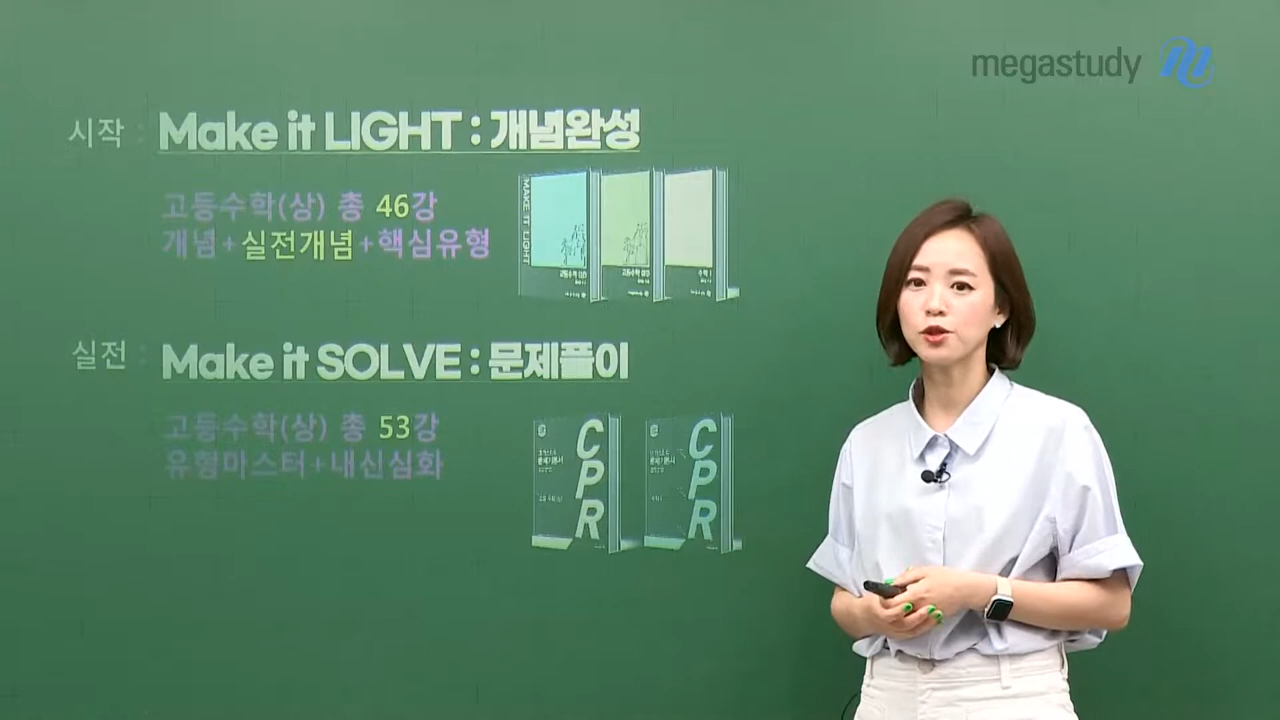 megastudy
시작 : Make it LIGHT : 개념완성
고등수학(상) 총 46강
개념+실전개념+핵심유형
MAKE IT LIGHT
실전 : Make it SOLVE : 문제풀이
고등수학(상) 총 53강
유형마스터+내신심화
CPR
CPR